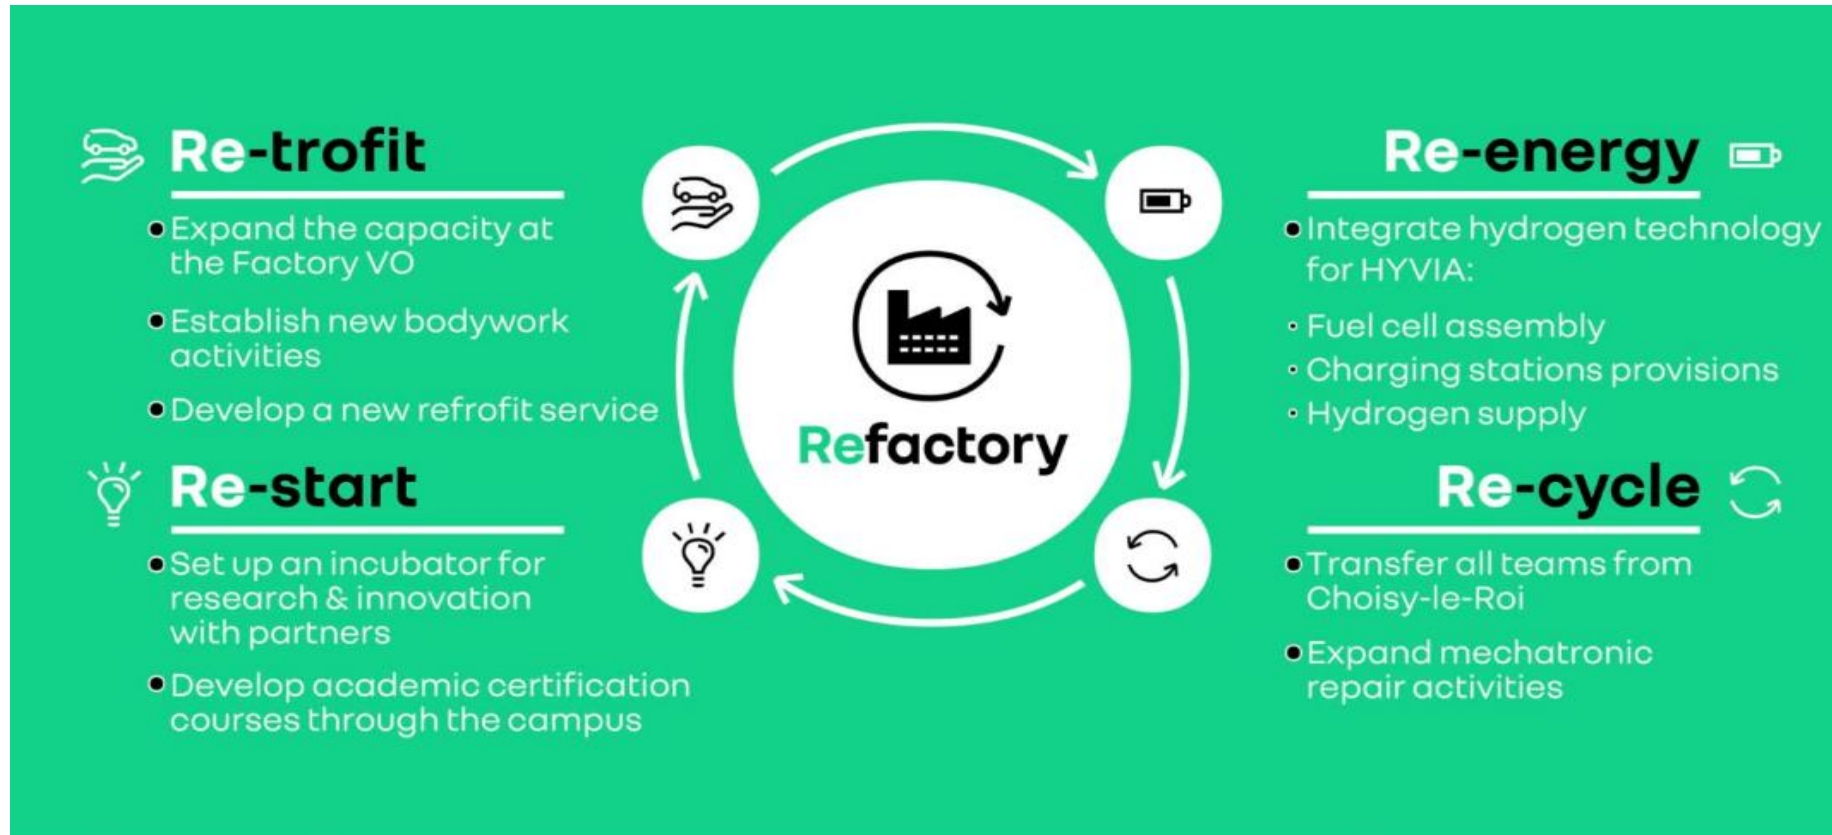 Re-trofit
• Expand the capacity at
the Factory VO
• Establish new bodywork
activities
• Develop a new refrofit service
Re-start
• Set up an incubator for
research & innovation
with partners
• Develop academic certification
courses through the campus
Refactory
Re-energy
• Integrate hydrogen technology
for HYVIA:
• Fuel cell assembly
• Charging stations provisions
• Hydrogen supply
Re-cycle
• Transfer all teams from
Choisy-le-Roi
• Expand mechatronic
repair activities